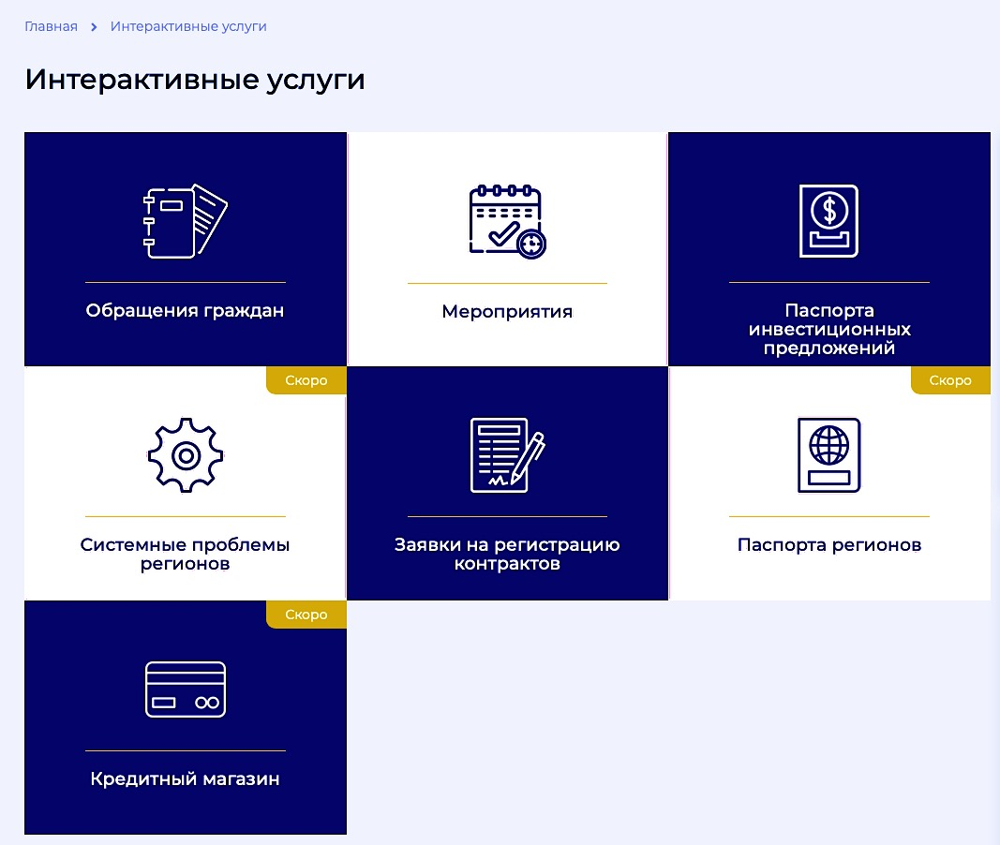 Главная > Интерактивные услуги
Интерактивные услуги
Обращения граждан
Мероприятия
Паспорта
инвестиционных
предложений
Скоро
Системные проблемы
регионов
Заявки на регистрацию
контрактов
Скоро
Паспорта регионов
Скоро
Кредитный магазин